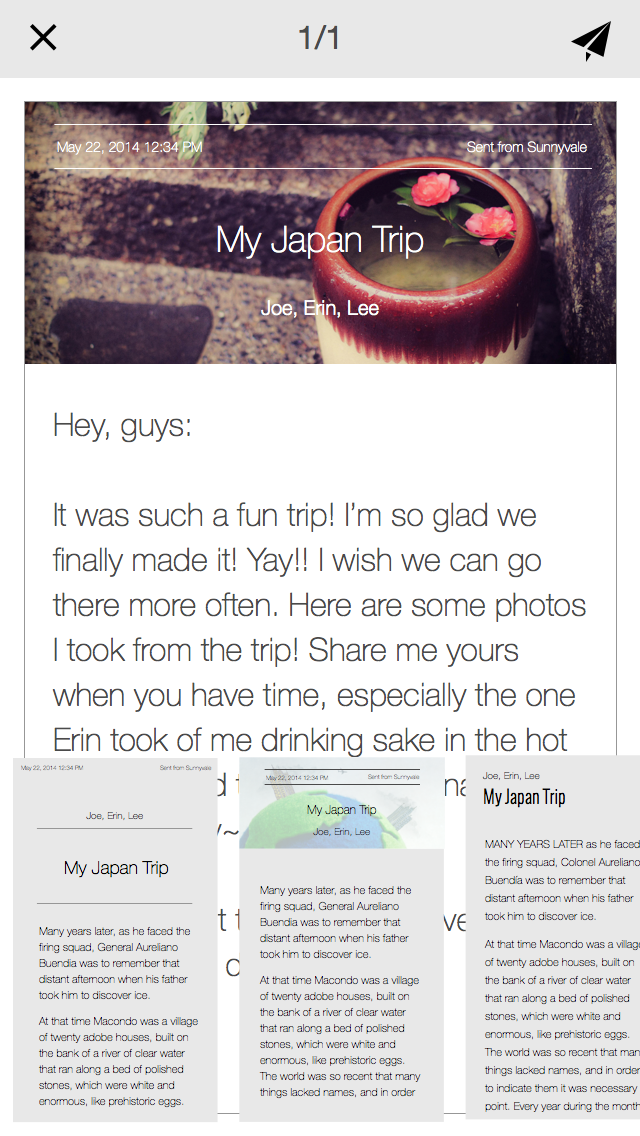 1/1
May 22, 2014 12:34 PM Sent from Sunnyvale
My Japan Trip
Joe, Erin, Lee
Hey, guys:
It was such a fun trip! I'm so glad we
finally made it! Yay!! I wish we can go
there more often. Here are some photos
I took from the trip! Share me yours
when you have time, especially the one
Erin took of me drinking sake in the hot
May 22, 2014 12:34 PM Sent from Sunnyvale
Joe, Erin, Lee
My Japan Trip
Many years later, as he faced the
firing squad, General Aureliano
Buendia was to remember that
distant afternoon when his father
took him to discover ice.
At that time Macondo was a village
of twenty adobe houses, built on
the bank of a river of clear water
that ran along a bed of polished
stones, which were white and
enormous, like prehistoric eggs.
May 22, 2014 12:34 PM Sent from Sunnyvale
My Japan Trip
Joe, Erin, Lee
Many years later, as he faced the
firing squad, General Aureliano
Buendia was to remember that
distant afternoon when his father
took him to discover ice.
At that time Macondo was a village
of twenty adobe houses, built on
the bank of a river of clear water
that ran along a bed of polished
stones, which were white and
enormous, like prehistoric eggs.
The world was so recent that many
things lacked names, and in order
Joe, Erin, Lee
My Japan Trip
MANY YEARS LATER as he faced
the firing squad, Colonel Aureliano
Buendía was to remember that
distant afternoon when his father
took him to discover ice.
At that time Macondo was a village
of twenty adobe houses, built on
the bank of a river of clear water
that ran along a bed of polished
stones, which were white and
enormous, like prehistoric eggs.
The world was so recent that many
things lacked names, and in order
to indicate them it was necessary
point. Every year during the month